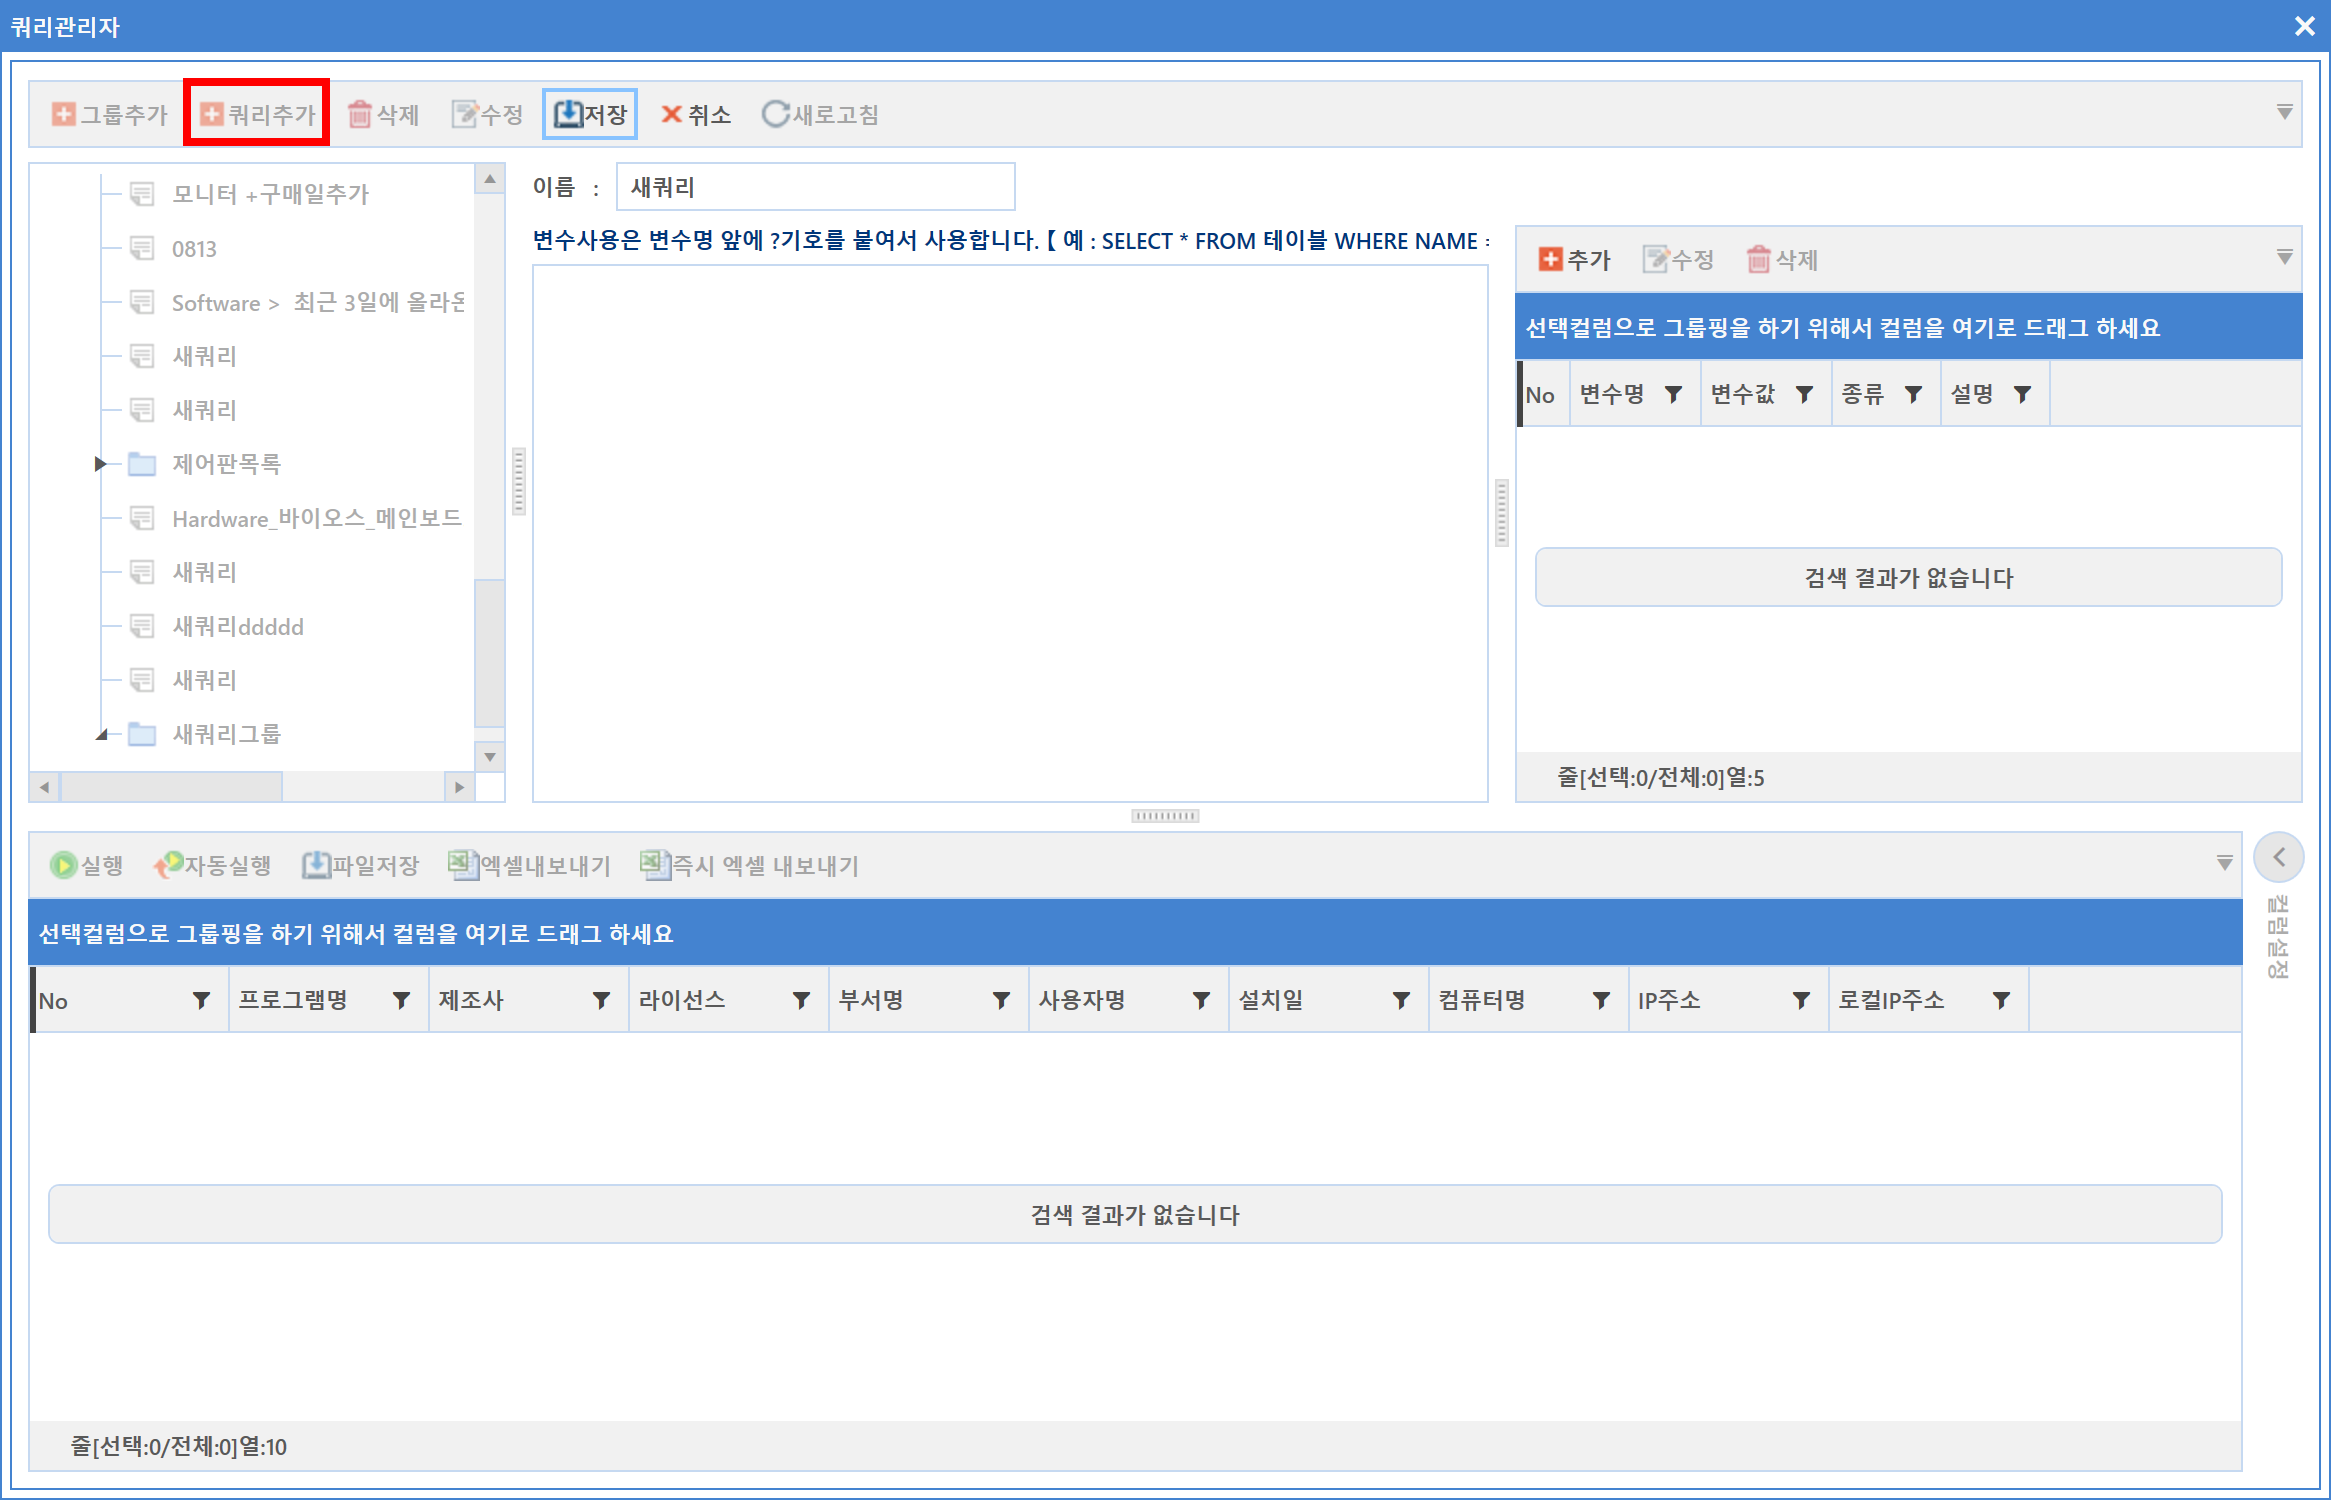 쿼리관리자
그룹추가 쿼리추가 삭제 수정 저장 취소 새로고침
모니터 +구매일추가
0813
Software > 최근 3일에 올라온
새쿼리
새쿼리
제어판목록
Hardware_바이오스_메인보드
새쿼리
새쿼리ddddd
새쿼리
새쿼리그룹
이름 : 새쿼리
변수사용은 변수명 앞에 ?기호를 붙여서 사용합니다.【 예 : SELECT * FROM 테이블 WHERE NAME =
추가 수정 삭제
선택컬럼으로 그룹핑을 하기 위해서 컬럼을 여기로 드래그 하세요
No 변수명 변수값 종류 설명
검색 결과가 없습니다
줄[선택:0/전체:0]열:5
실행 자동실행 파일저장 엑셀내보내기 즉시 엑셀 내보내기
컬럼설정
선택컬럼으로 그룹핑을 하기 위해서 컬럼을 여기로 드래그 하세요
No 프로그램명 제조사 라이선스 부서명 사용자명 설치일 컴퓨터명 IP주소 로컬IP주소
검색 결과가 없습니다
줄[선택:0/전체:0]열:10